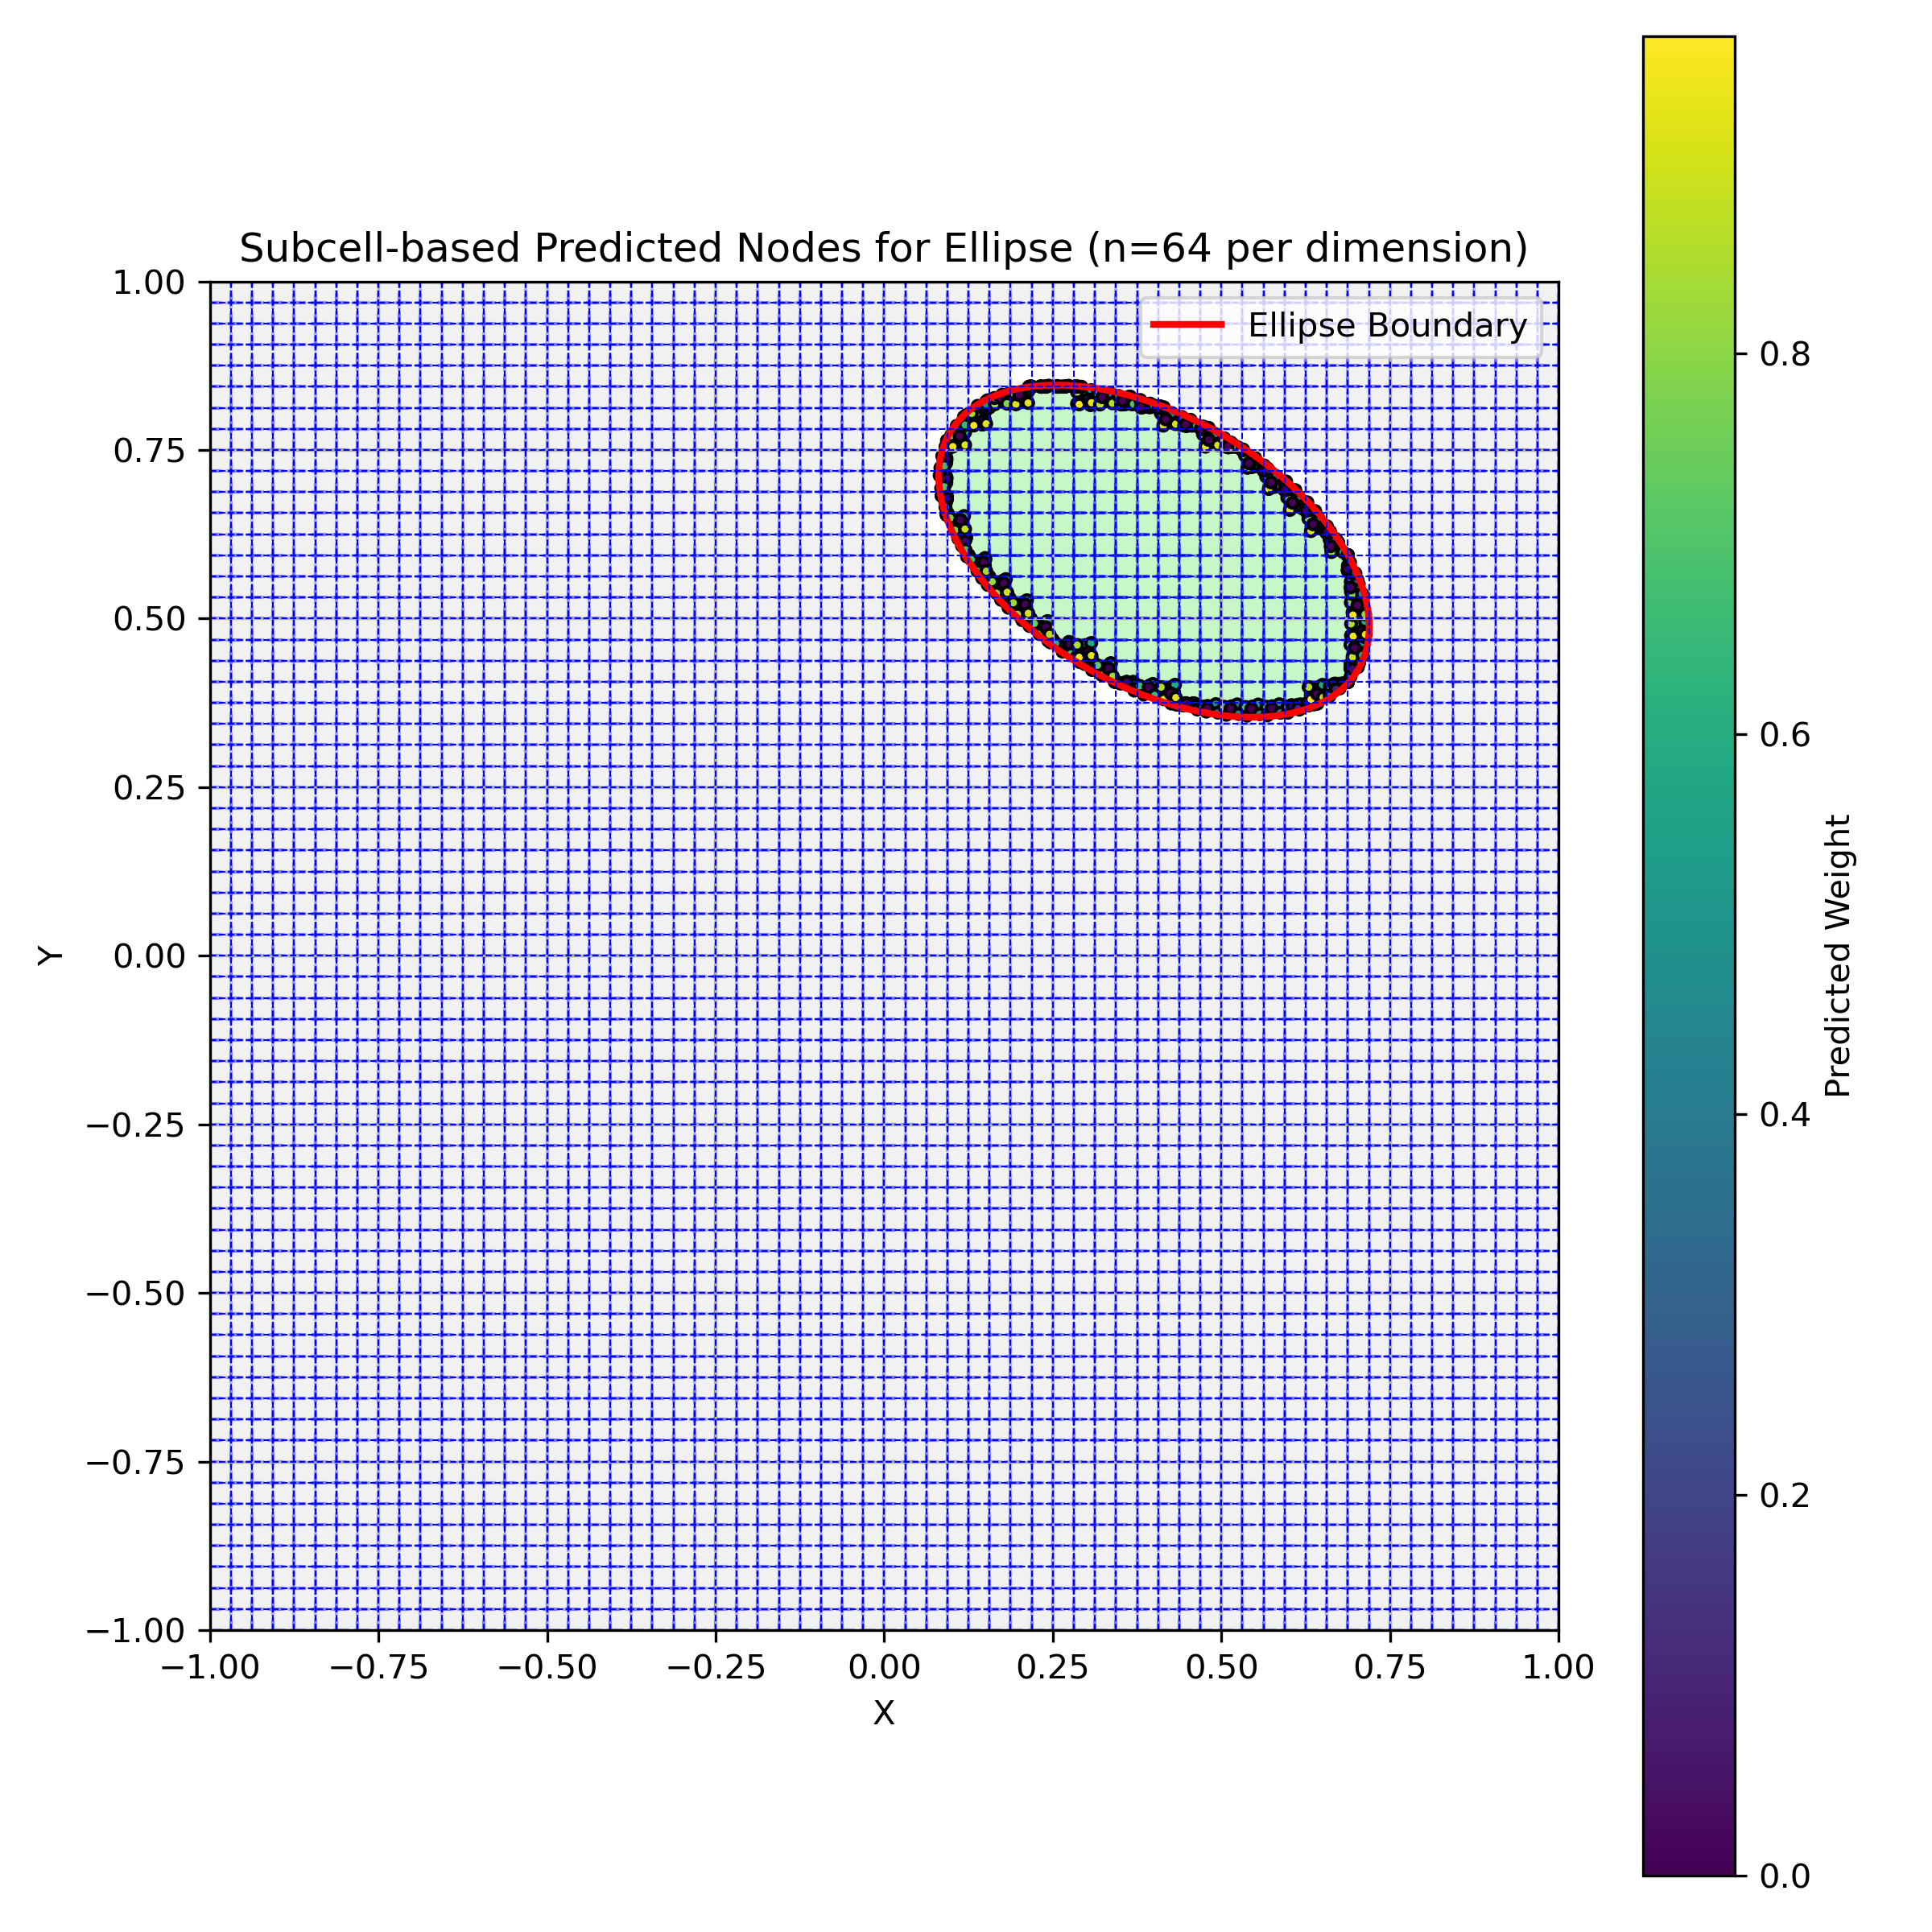 Subcell-based Predicted Nodes for Ellipse (n=64 per dimension)
Ellipse Boundary
1.00
0.75
0.50
0.25
0.00
−0.25
−0.50
−0.75
−1.00
Y
−1.00 −0.75 −0.50 −0.25 0.00 0.25 0.50 0.75 1.00
X
0.8
0.6
0.4
0.2
0.0
Predicted Weight